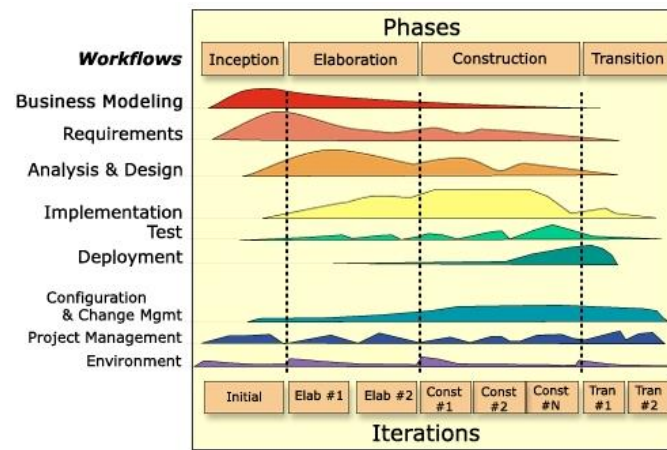 Phases
Workflows
Inception
Elaboration
Construction
Transition
Business Modeling
Requirements
Analysis & Design
Implementation
Test
Deployment
Configuration
& Change Mgmt
Project Management
Environment
Initial
Elab #1
Elab #2
Const
#1
Const
#2
Const
#N
Tran
#1
Tran
#2
Iterations